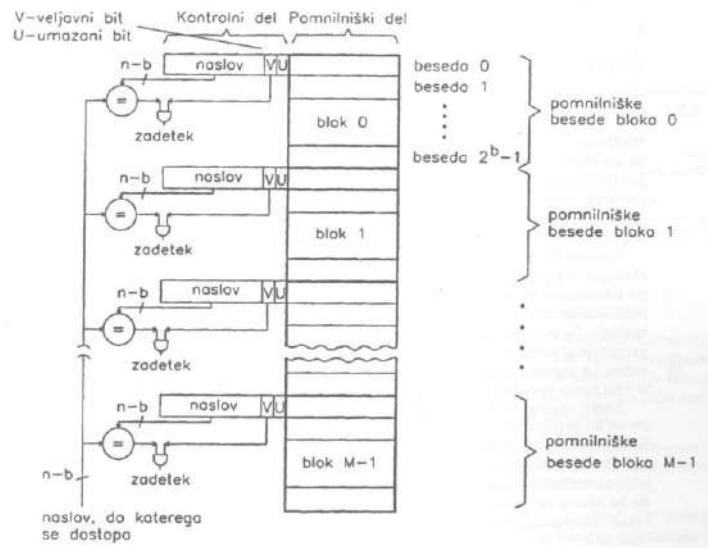 V-veljavni bit
U-umazani bit
Kontrolni del
Pomnilniški del
n-b
naslov
V U
=
zadetek
blok 0
beseda 0
beseda 1
beseda 2^b-1
pomnilniške
besede bloka 0
n-b
naslov
V U
=
zadetek
blok 1
pomnilniške
besede bloka 1
n-b
naslov
V U
=
zadetek
n-b
naslov
V U
=
zadetek
blok M-1
pomnilniške
besede bloka M-1
n-b
naslov, do katerega
se dostopa